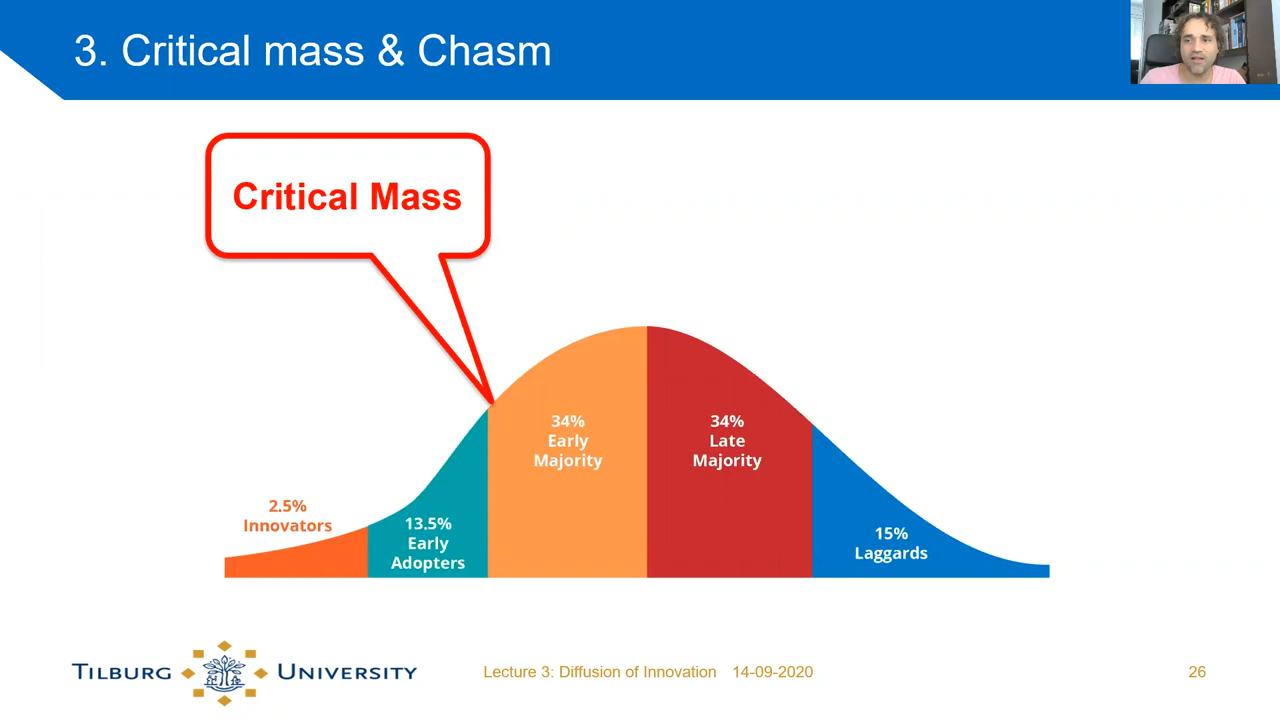 3. Critical mass & Chasm
Critical Mass
2.5%
Innovators
13.5%
Early
Adopters
34%
Early
Majority
34%
Late
Majority
15%
Laggards
TILBURG UNIVERSITY
Lecture 3: Diffusion of Innovation 14-09-2020
26